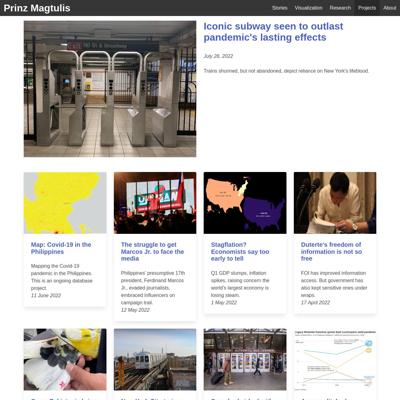 Prinz Magtulis
Stories Visualization Research Projects About
Iconic subway seen to outlast
pandemic's lasting effects
July 28, 2022
Trains shunned, but not abandoned, depict reliance on New York's lifeblood.
Map: Covid-19 in the
Philippines
Mapping the Covid-19
pandemic in the Philippines.
This is an ongoing database
project.
11 June 2022
The struggle to get
Marcos Jr. to face the
media
Philippines' presumptive 17th
president, Ferdinand Marcos
Jr., evaded journalists,
embraced influencers on
campaign trail.
12 May 2022
Stagflation?
Economists say too
early to tell
Q1 GDP slumps, inflation
spikes, raising concern the
world's largest economy is
losing steam.
1 May 2022
Duterte's freedom of
information is not so
free
FOI has improved information
access. But government has
also kept sensitive ones under
wraps.
17 April 2022